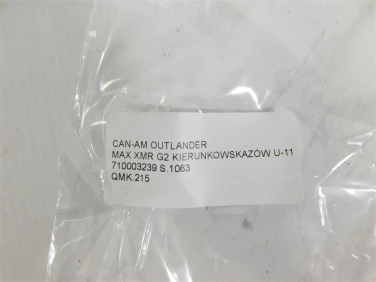 CAN-AM OUTLANDER
MAX XMR G2 KIERUNKOWSKAZÓW U-11
710003239 S.1063
QMK.215